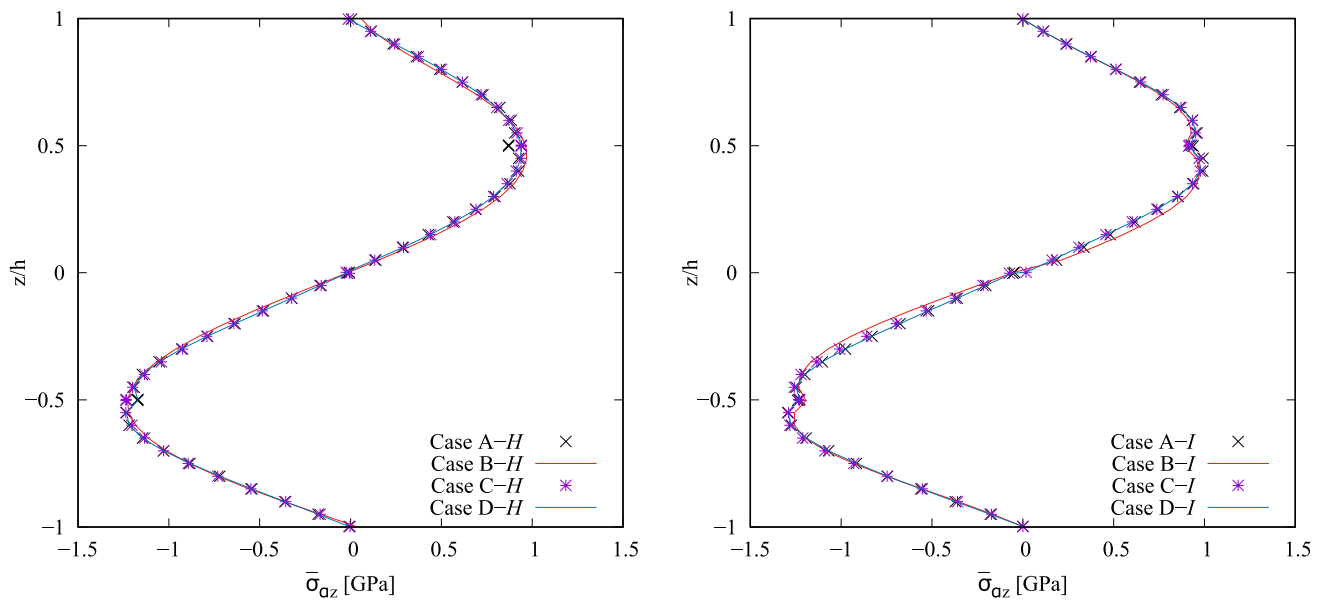 1
0.5
0
−0.5
−1
z/h
Case A−H
Case B−H
Case C−H
Case D−H
−1.5
−1
−0.5
0
0.5
1
1.5
σ̅αz [GPa]
1
0.5
0
−0.5
−1
z/h
Case A−I
Case B−I
Case C−I
Case D−I
−1.5
−1
−0.5
0
0.5
1
1.5
σ̅αz [GPa]